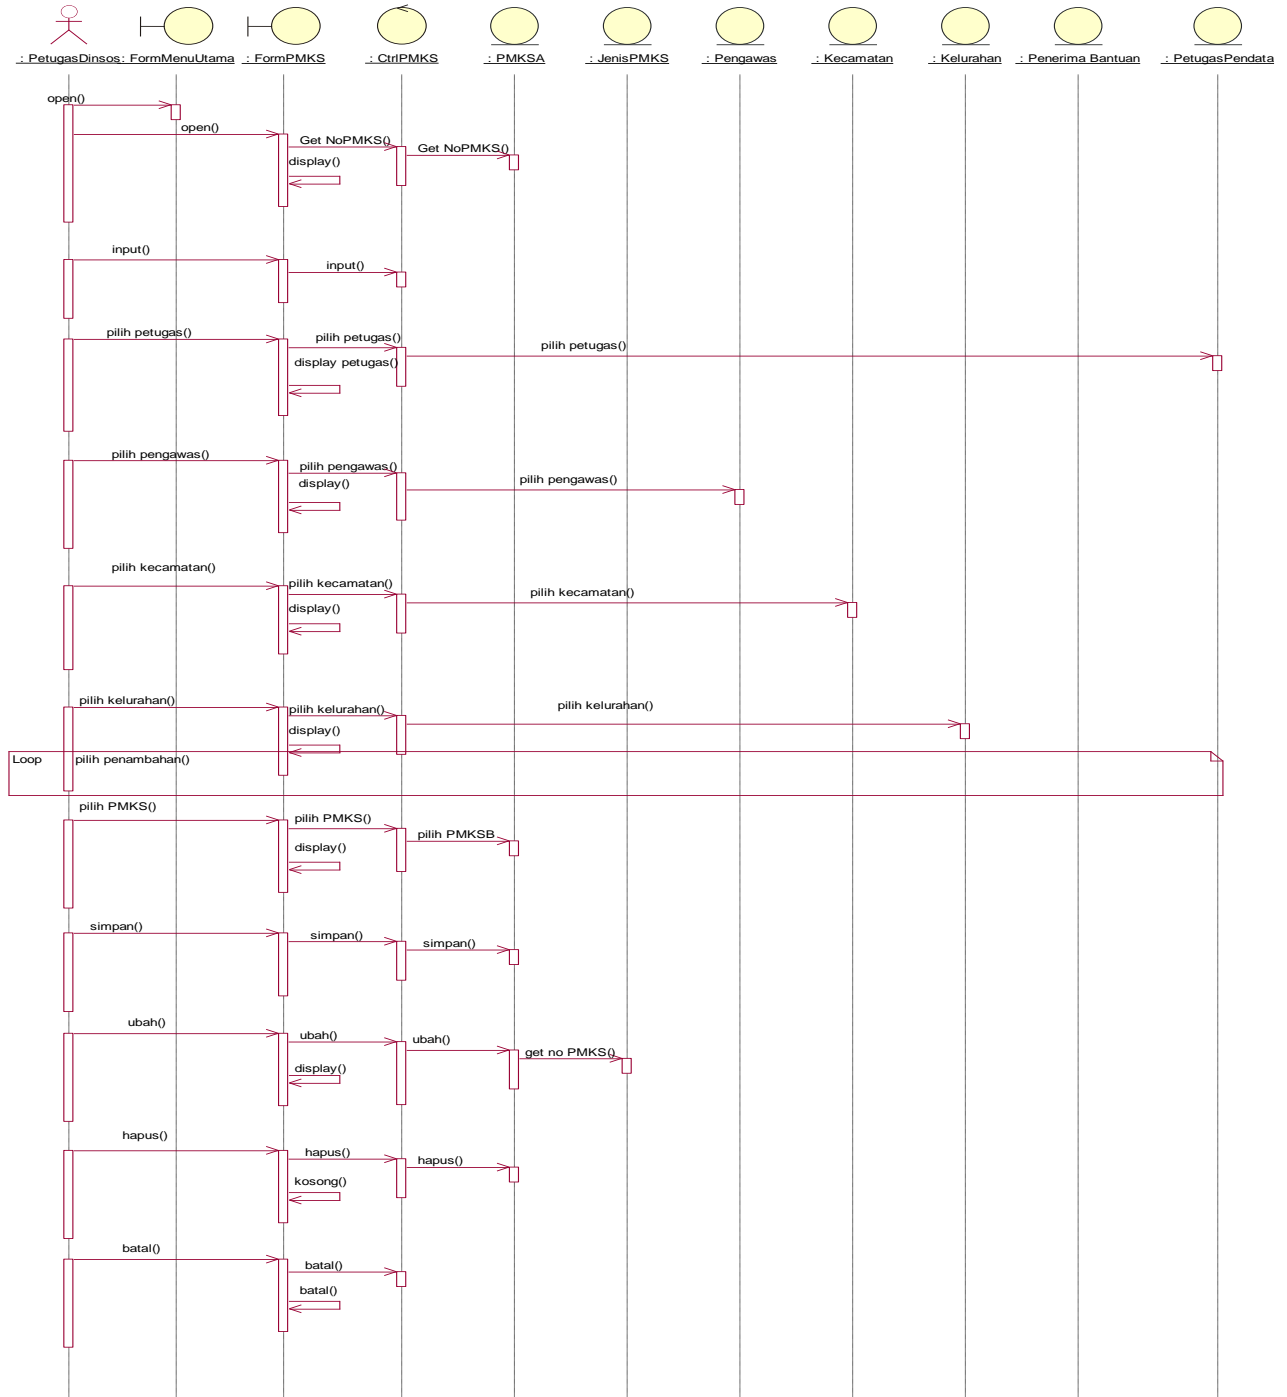 : PetugasDinsos
: FormMenuUtama
: FormPMKS
: CtrlPMKS
: PMKSA
: JenisPMKS
: Pengawas
: Kecamatan
: Kelurahan
: Penerima Bantuan
: PetugasPendata
open()
open()
Get NoPMKS()
Get NoPMKS()
display()
input()
input()
pilih petugas()
pilih petugas()
pilih petugas()
display petugas()
pilih pengawas()
pilih pengawas()
pilih pengawas()
display()
pilih kecamatan()
pilih kecamatan()
pilih kecamatan()
display()
pilih kelurahan()
pilih kelurahan()
pilih kelurahan()
display()
Loop
pilih penambahan()
pilih PMKS()
pilih PMKS()
pilih PMKSB
display()
simpan()
simpan()
simpan()
ubah()
ubah()
ubah()
get no PMKS()
display()
hapus()
hapus()
hapus()
kosong()
batal()
batal()
batal()